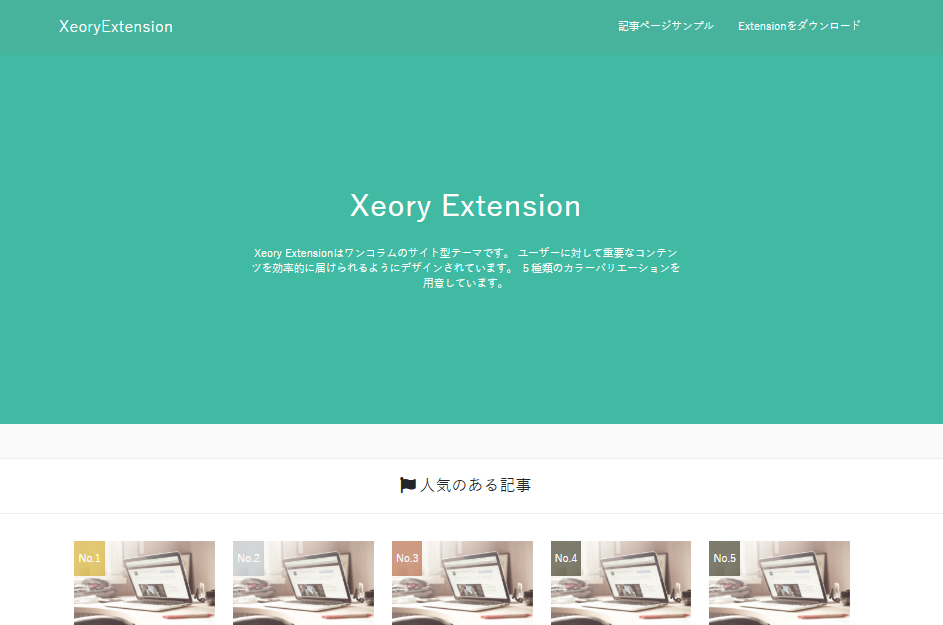 XeoryExtension
記事ページサンプル
Extensionをダウンロード
Xeory Extension
Xeory Extensionはワンコラムのサイト型テーマです。 ユーザーに対して重要なコンテン
ツを効率的に届けられるようにデザインされています。 ５種類のカラーバリエーションを
用意しています。
人気のある記事
No.1
No.2
No.3
No.4
No.5